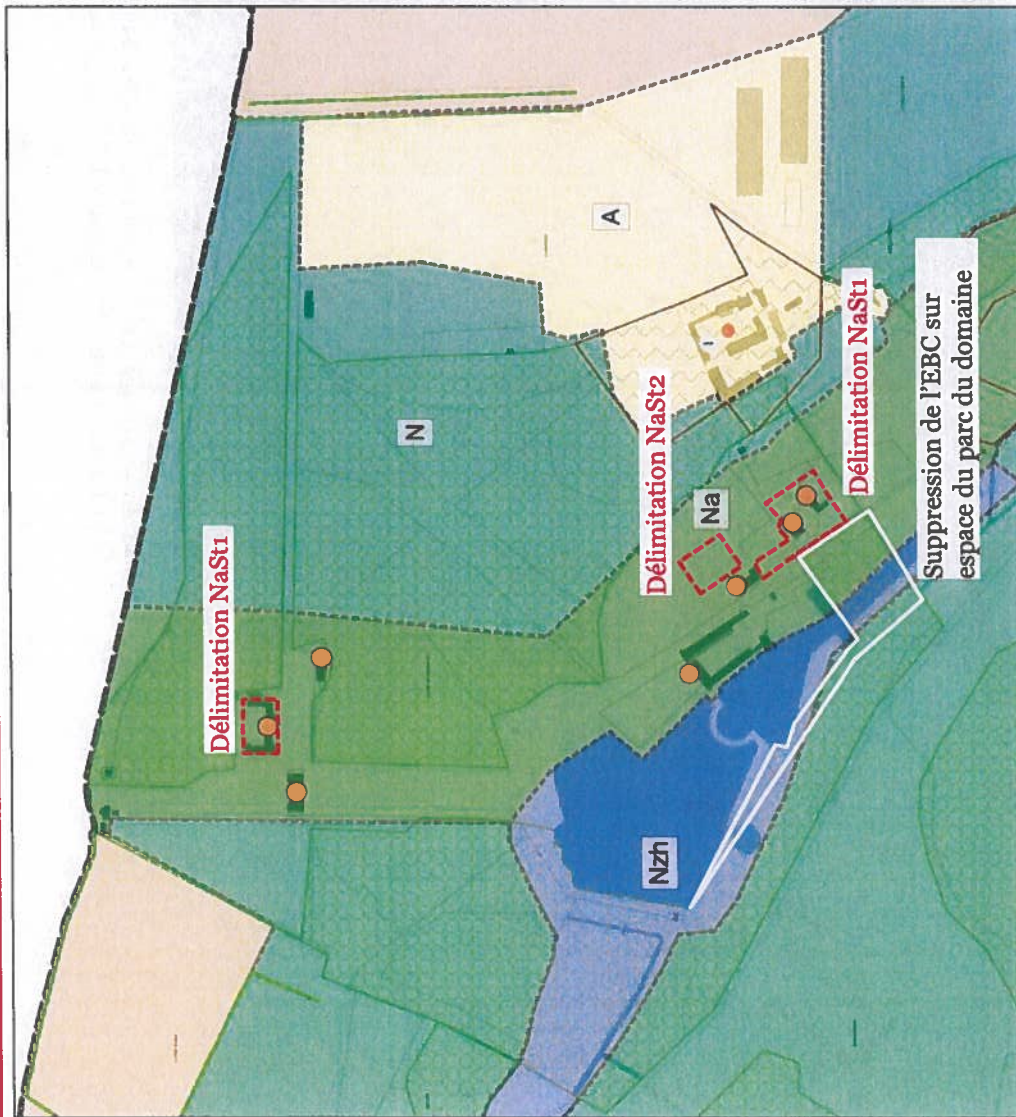 Délimitation NaSt1
N
A
Délimitation NaSt2
Na
Délimitation NaSt1
Nzh
Suppression de l'EBC sur
espace du parc du domaine